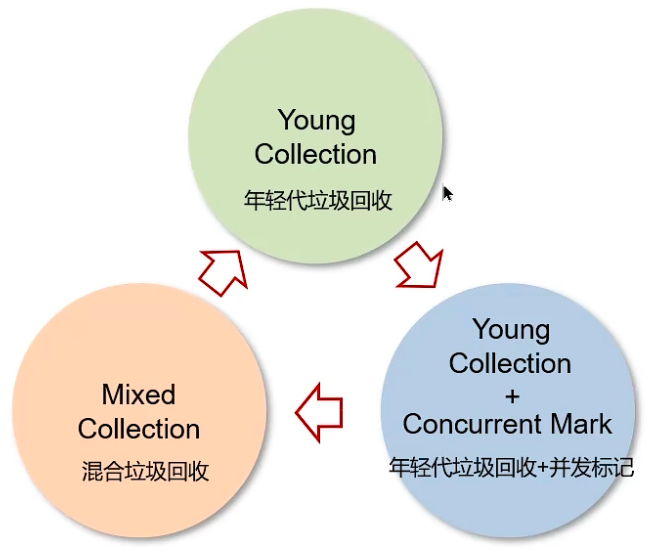 Young
Collection
年轻代垃圾回收
Mixed
Collection
混合垃圾回收
Young
Collection
+
Concurrent Mark
年轻代垃圾回收+并发标记